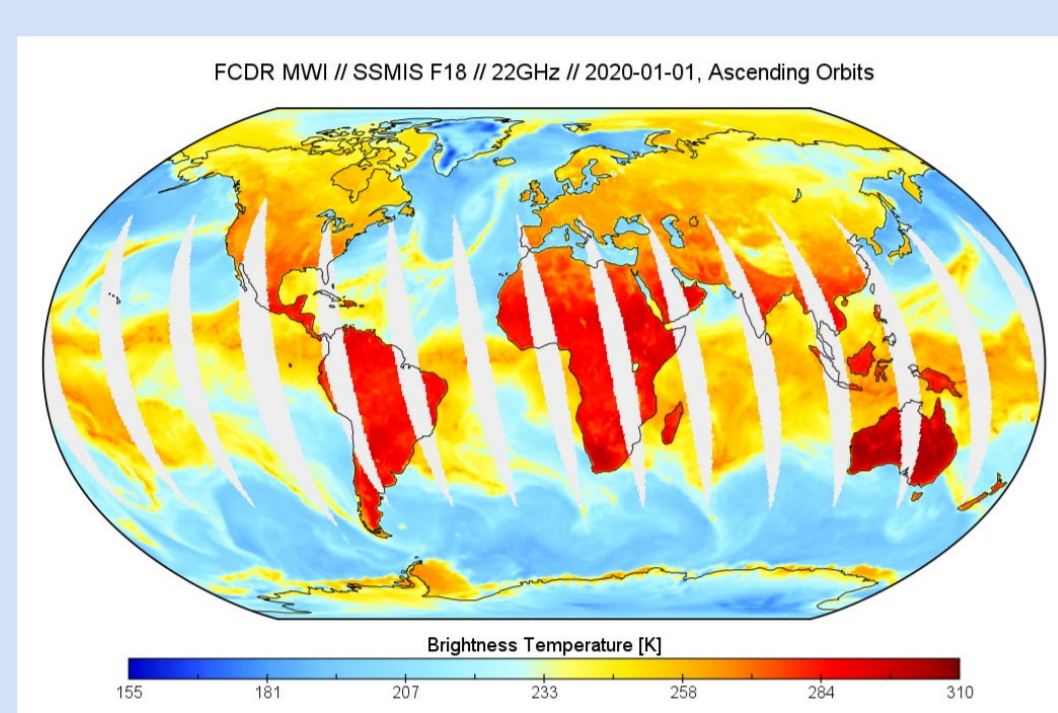 FCDR MWI // SSMIS F18 // 22GHz // 2020-01-01, Ascending Orbits
Brightness Temperature [K]
155 181 207 233 258 284 310